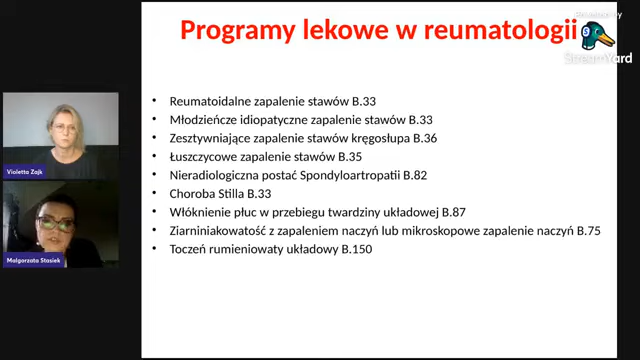 Programy lekowe w reumatologii
StreamYard
• Reumatoidalne zapalenie stawów B.33
• Młodzieńcze idiopatyczne zapalenie stawów B.33
• Zesztywniające zapalenie stawów kręgosłupa B.36
• Łuszczycowe zapalenie stawów B.35
• Nieradiologiczna postać Spondyloartropatii B.82
• Choroba Stilla B.33
• Włóknienie płuc w przebiegu twardziny układowej B.87
• Ziarniniakowatość z zapaleniem naczyń lub mikroskopowe zapalenie naczyń B.75
• Toczeń rumieniowaty układowy B.150
Violetta Zajk
Małgorzata Stasiek